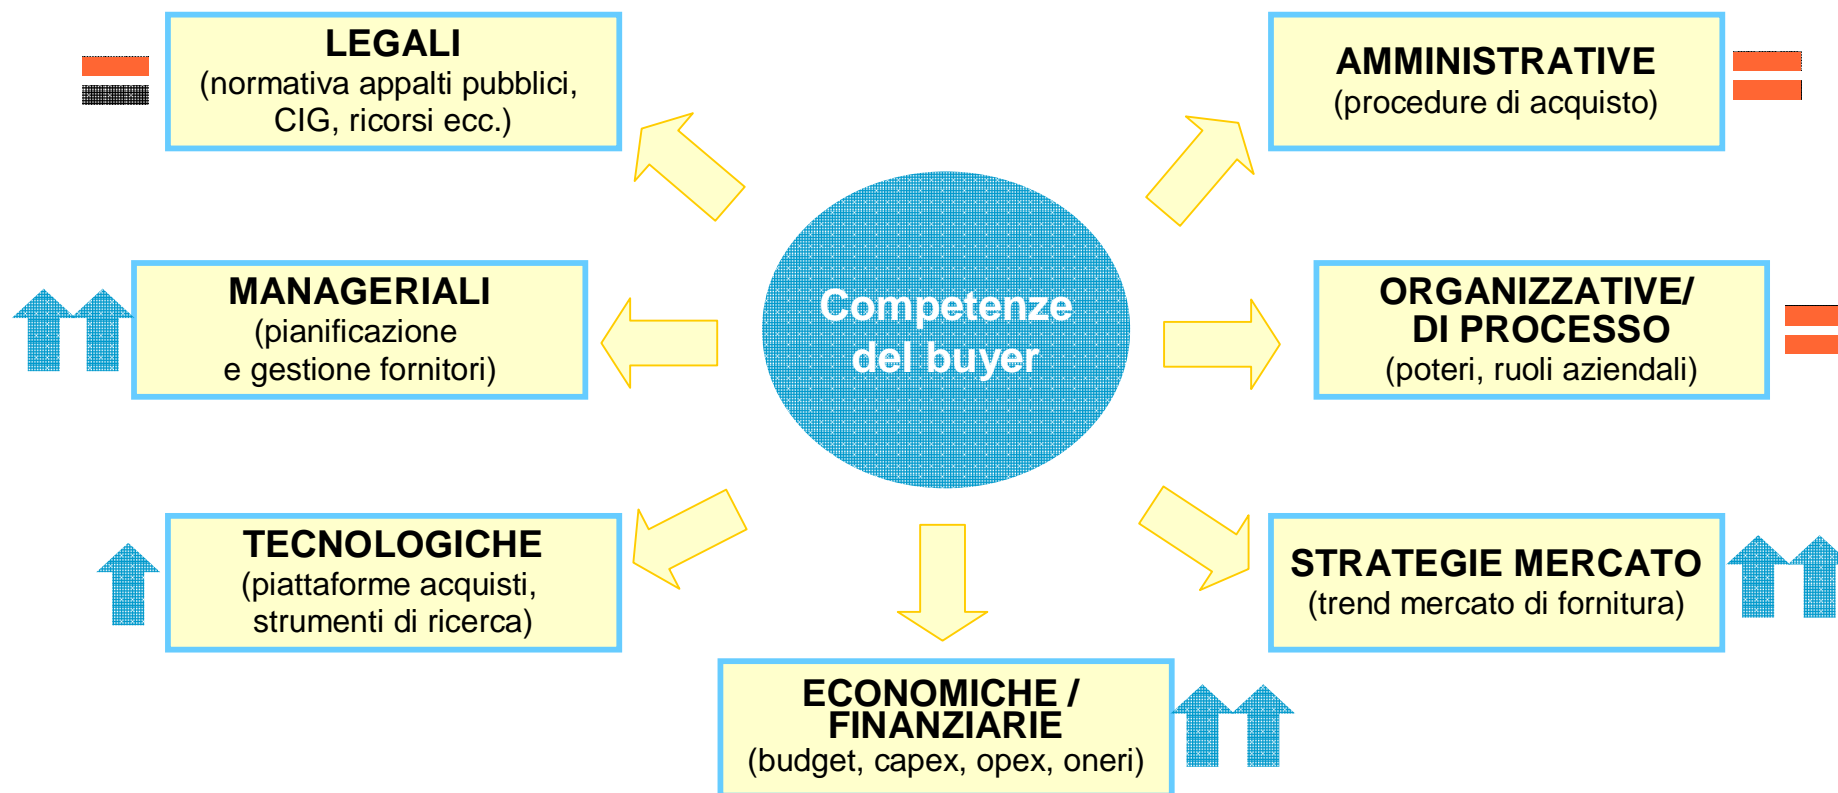 LEGALI
(normativa appalti pubblici,
CIG, ricorsi ecc.)
AMMINISTRATIVE
(procedure di acquisto)
MANAGERIALI
(pianificazione
e gestione fornitori)
Competenze
del buyer
ORGANIZZATIVE/
DI PROCESSO
(poteri, ruoli aziendali)
TECNOLOGICHE
(piattaforme acquisti,
strumenti di ricerca)
STRATEGIE MERCATO
(trend mercato di fornitura)
ECONOMICHE /
FINANZIARIE
(budget, capex, opex, oneri)